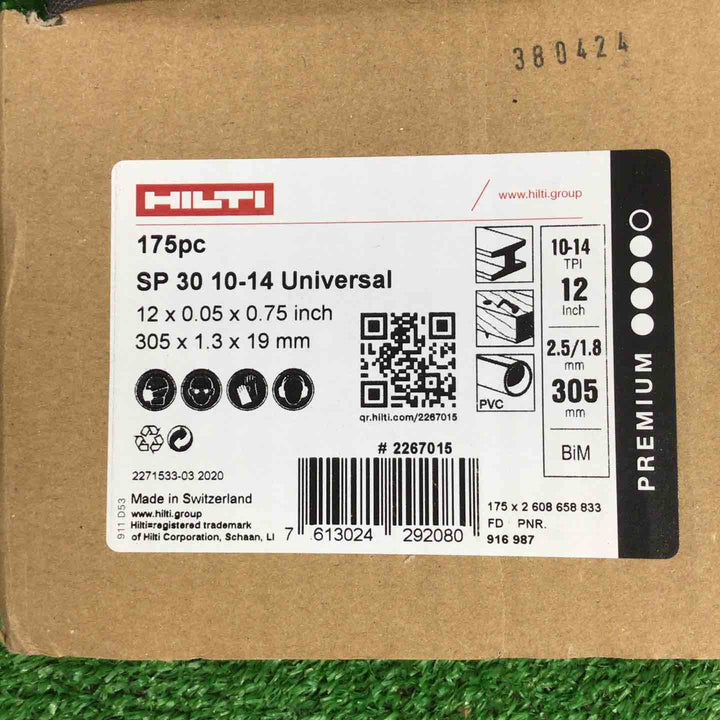 380424
HILTI
www.hilti.group
175pc
SP 30 10-14 Universal
12 x 0.05 x 0.75 inch
305 x 1.3 x 19 mm
PVC
10-14
TPI
12
Inch
2.5/1.8
mm
305
mm
BiM
PREMIUM
qr.hilti.com/2267015
# 2267015
2271533-03 2020
Made in Switzerland
www.hilti.group
Hilti=registered trademark
of Hilti Corporation, Schaan, LI
911 D53
7 613024 292080
175 x 2 608 658 833
FD PNR.
916 987